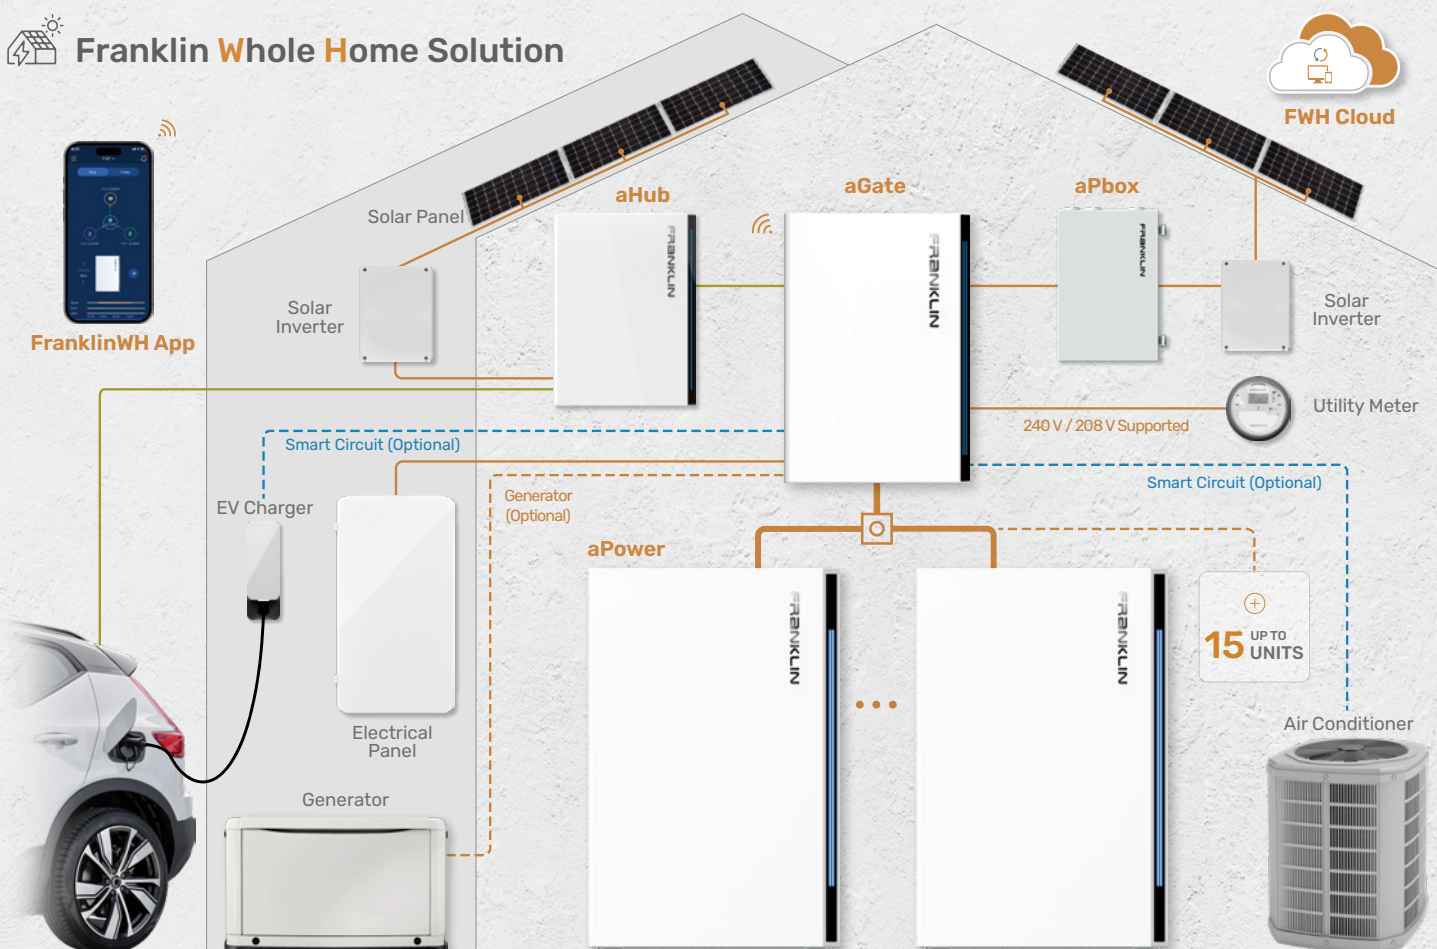 Franklin Whole Home Solution
FWH Cloud
aHub
aGate
aPbox
Solar Panel
FRANKLIN
FRANKLIN
FRANKLIN
Solar
Inverter
Solar
Inverter
FranklinWH App
Utility Meter
240 V / 208 V Supported
Smart Circuit (Optional)
Smart Circuit (Optional)
Generator
(Optional)
EV Charger
aPower
FRANKLIN
FRANKLIN
15 UP TO
UNITS
Electrical
Panel
Air Conditioner
Generator